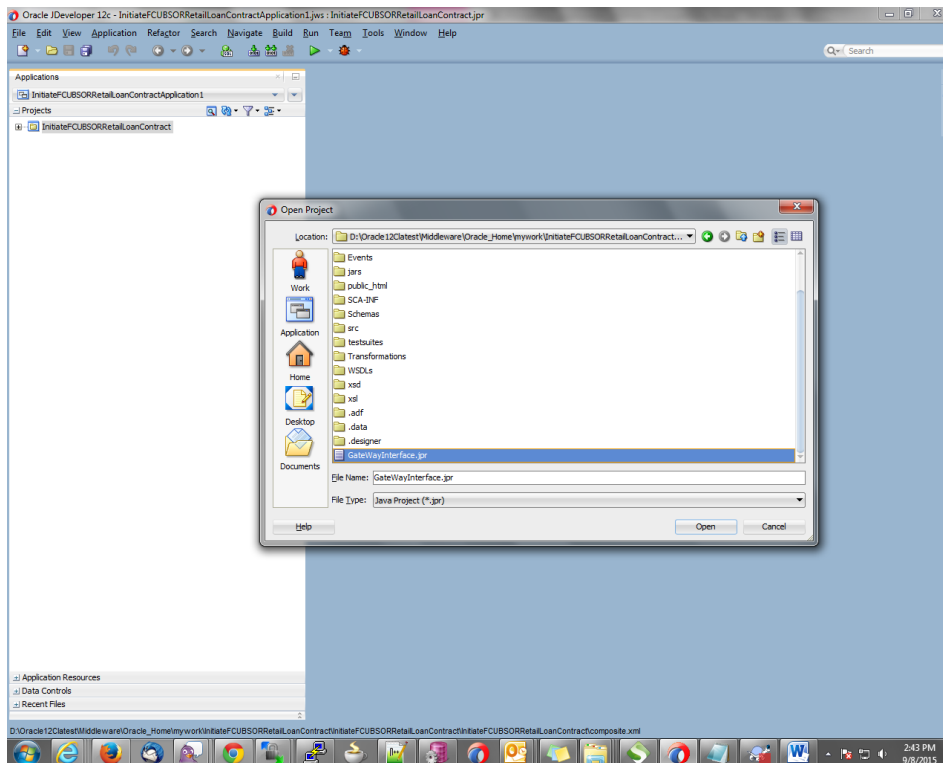 Oracle JDeveloper 12c - InitiateFCUBSORRetailLoanContractApplication1.jws : InitiateFCUBSORRetailLoanContract.jpr
File Edit View Application Refactor Search Navigate Build Run Team Tools Window Help
Search
Applications
InitiateFCUBSORRetailLoanContractApplication1
Projects
InitiateFCUBSORRetailLoanContract
Open Project
Location: D:\Oracle12Clatest\Middleware\Oracle_Home\mywork\InitiateFCUBSORRetailLoanContract...
Work
Application
Home
Desktop
Documents
Events
jars
public_html
SCA-INF
Schemas
src
testsuites
Transformations
WSDLs
xsd
xsl
.adf
.data
.designer
GateWayInterface.jpr
File Name: GateWayInterface.jpr
File Type: Java Project (*.jpr)
Help Open Cancel
Application Resources
Data Controls
Recent Files
D:\Oracle12Clatest\Middleware\Oracle_Home\mywork\InitiateFCUBSORRetailLoanContract\InitiateFCUBSORRetailLoanContract\InitiateFCUBSORRetailLoanContract\composite.xml
2:43 PM
9/8/2015